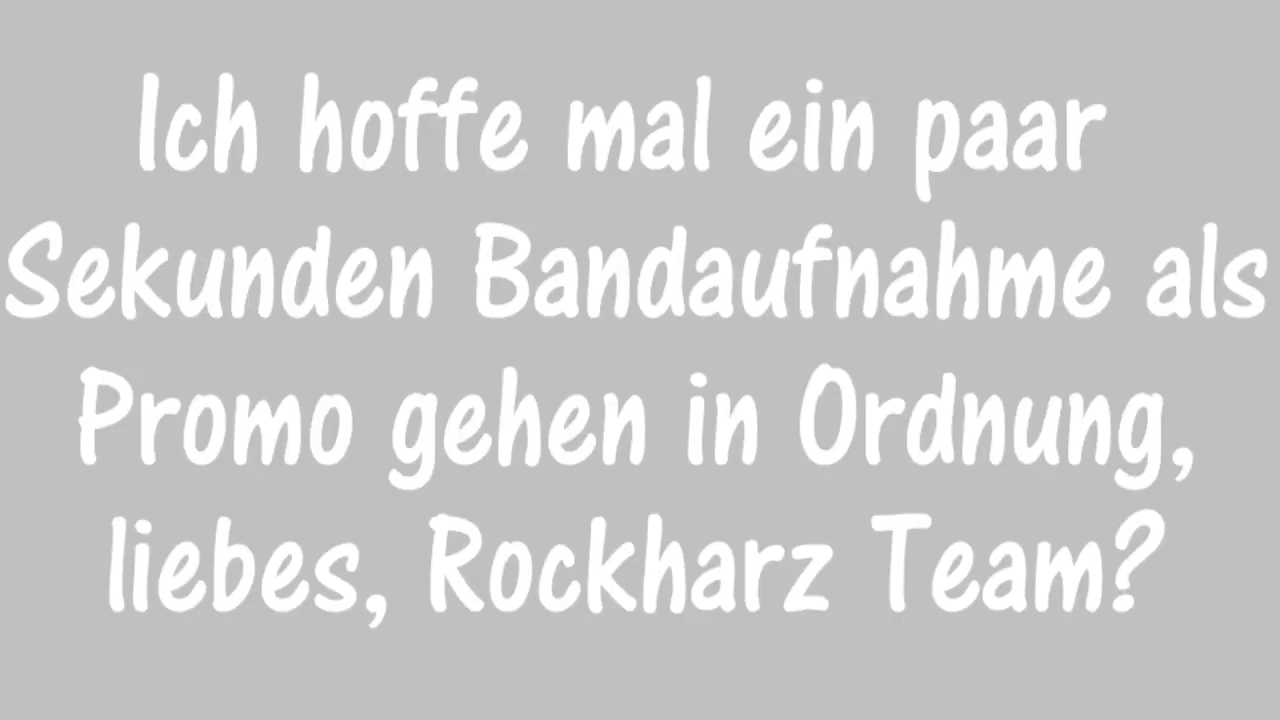 Ich hoffe mal ein paar
Sekunden Bandaufnahme als
Promo gehen in Ordnung,
liebes, Rockharz Team?